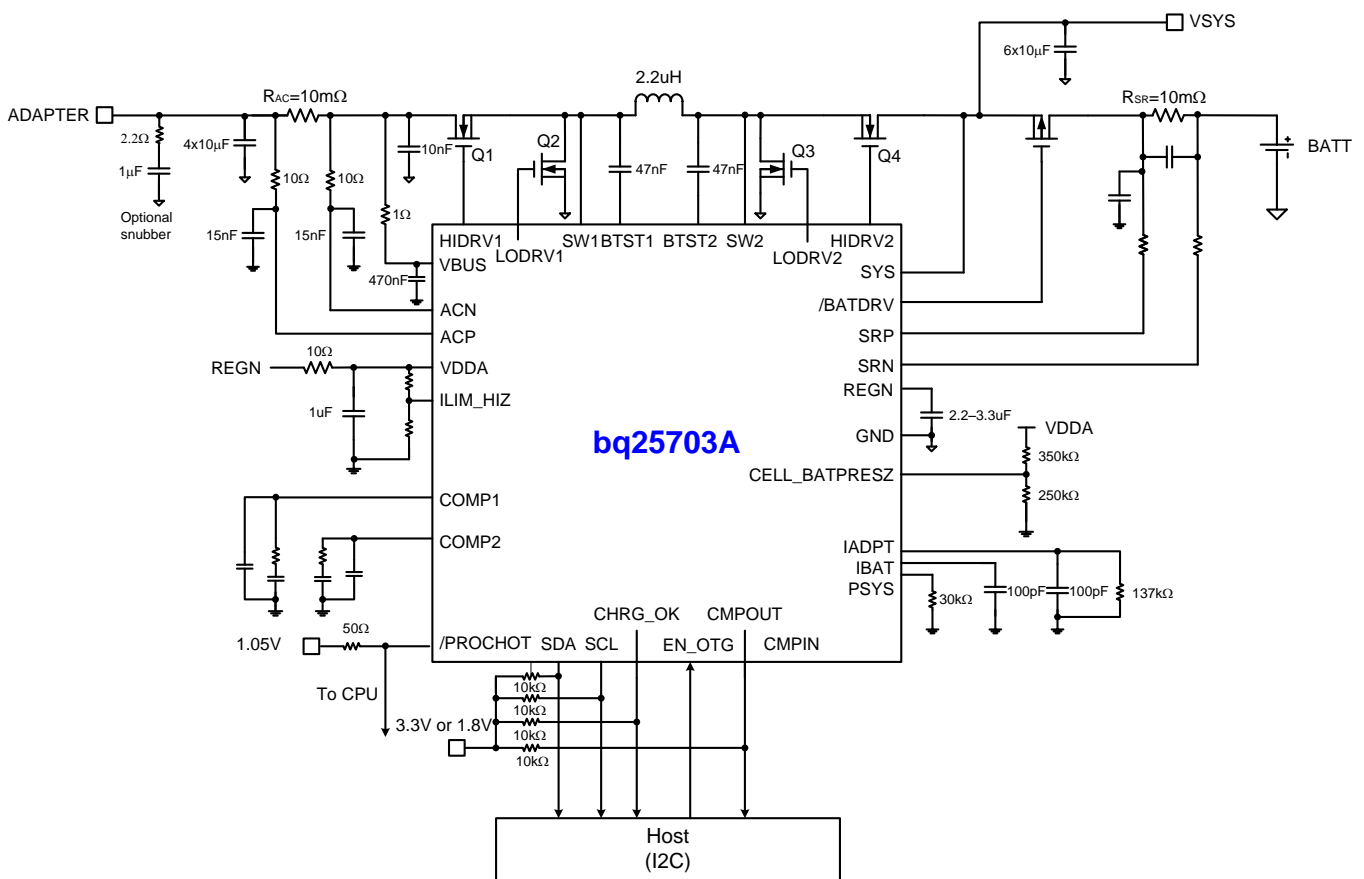 VSYS
6x10µF
2.2uH
RAC=10mΩ
RSR=10mΩ
ADAPTER
2.2Ω
4x10µF
10nF
Q1
Q2
Q3
Q4
BATT
1µF
10Ω
10Ω
47nF
47nF
1Ω
Optional
snubber
15nF
15nF
HIDRV1
LODRV1
SW1
BTST1
BTST2
SW2
LODRV2
HIDRV2
VBUS
470nF
SYS
/BATDRV
ACN
ACP
SRP
SRN
REGN
10Ω
VDDA
REGN
1uF
ILIM_HIZ
2.2–3.3uF
bq25703A
GND
VDDA
350kΩ
CELL_BATPRESZ
250kΩ
COMP1
COMP2
IADPT
IBAT
PSYS
30kΩ
100pF
100pF
137kΩ
CHRG_OK
CMPOUT
1.05V
50Ω
/PROCHOT
SDA
SCL
EN_OTG
CMPIN
To CPU
10kΩ
10kΩ
3.3V or 1.8V
10kΩ
10kΩ
Host
(I2C)